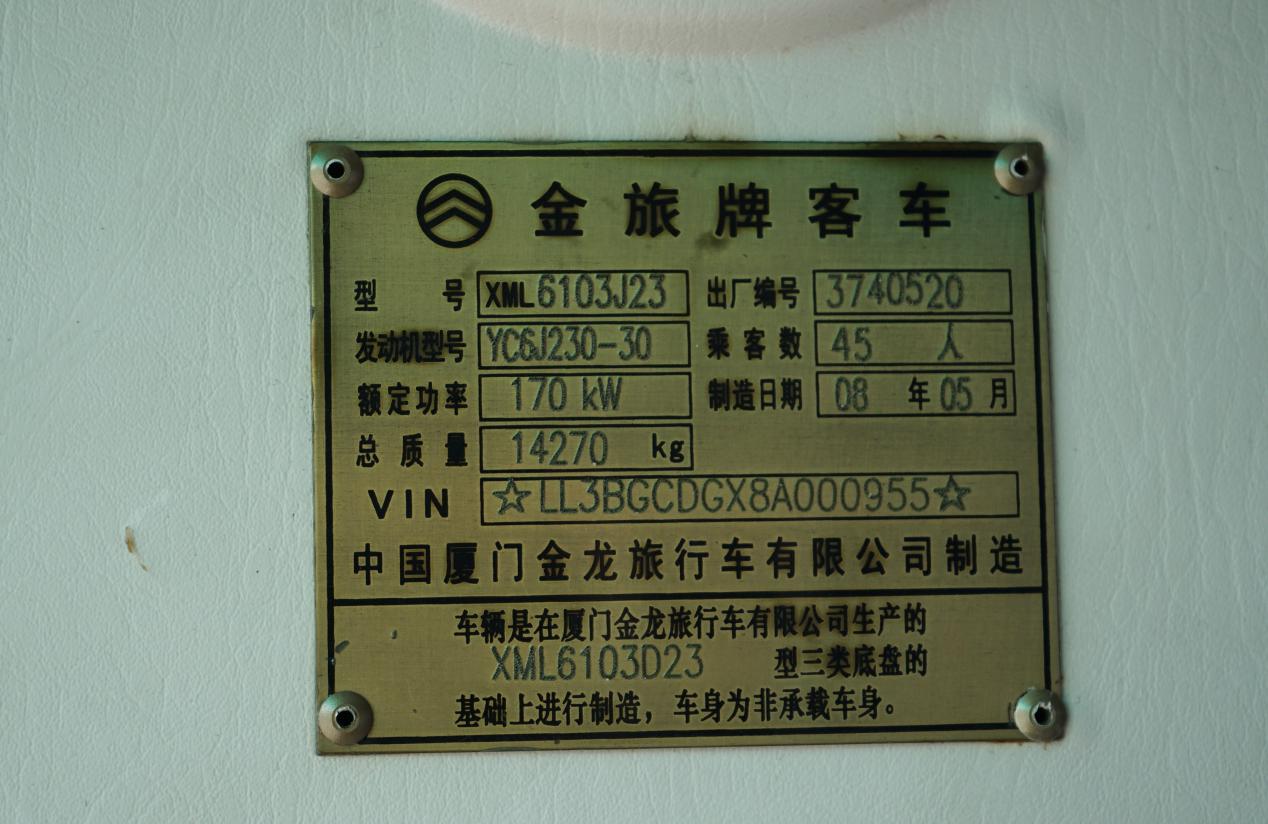 金旅牌客车
型 号 XML6103J23 出厂编号 3740520
发动机型号 YC6J230-30 乘客数 45 人
额定功率 170 kW 制造日期 08 年 05 月
总质量 14270 kg
VIN ☆LL3BGCDGX8A000955☆
中国厦门金龙旅行车有限公司制造
车辆是在厦门金龙旅行车有限公司生产的
XML6103D23 型三类底盘的
基础上进行制造，车身为非承载车身。